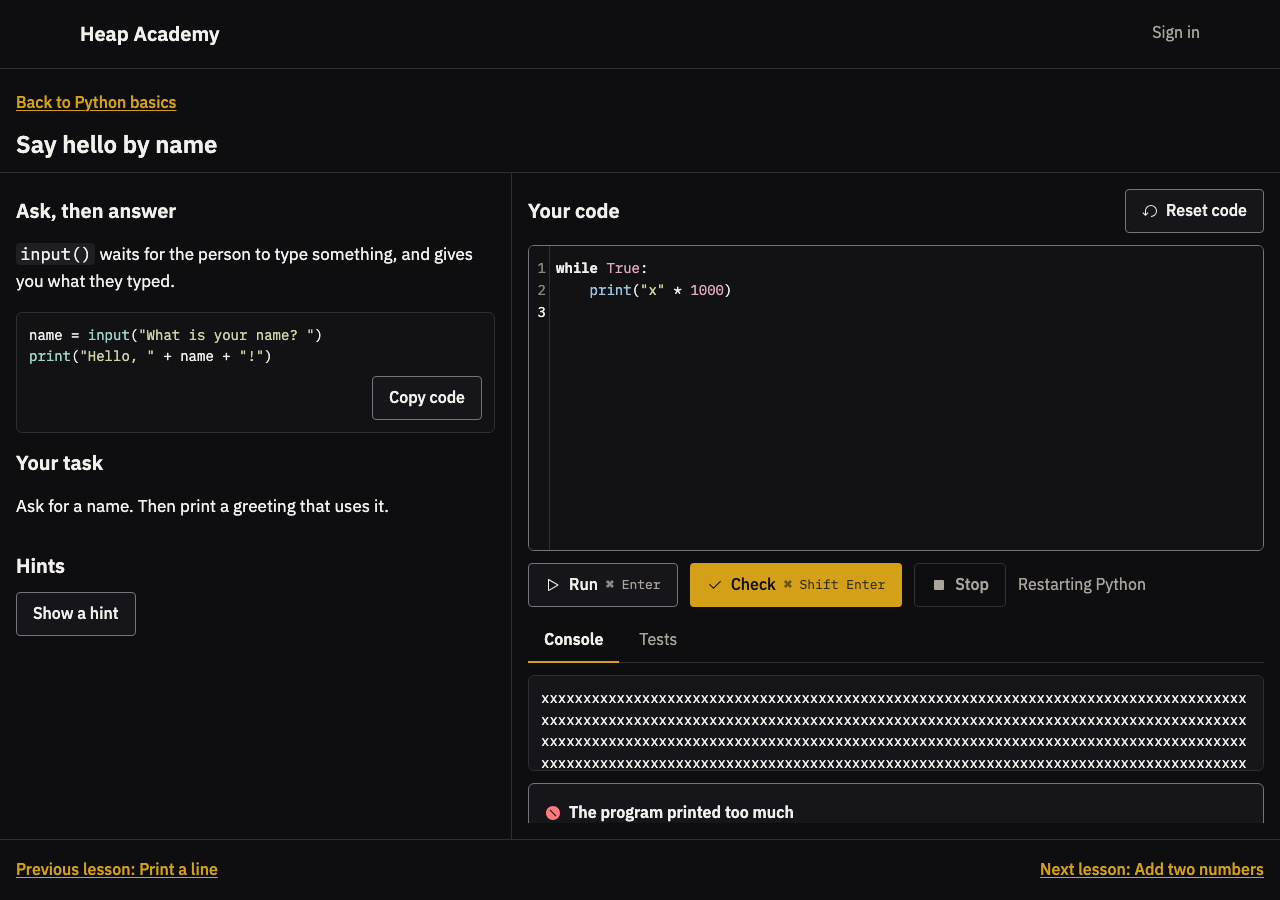 Heap Academy
Sign in
Back to Python basics
Say hello by name
Ask, then answer
input() waits for the person to type something, and gives
you what they typed.
name = input("What is your name? ")
print("Hello, " + name + "!")
Copy code
Your task
Ask for a name. Then print a greeting that uses it.
Hints
Show a hint
Your code
Reset code
1 while True:
2     print("x" * 1000)
3
Run ⌘ Enter
Check ⌘ Shift Enter
Stop
Restarting Python
Console
Tests
xxxxxxxxxxxxxxxxxxxxxxxxxxxxxxxxxxxxxxxxxxxxxxxxxxxxxxxxxxxxxxxxxxxxxxxxxxxxxxxxxxxx
xxxxxxxxxxxxxxxxxxxxxxxxxxxxxxxxxxxxxxxxxxxxxxxxxxxxxxxxxxxxxxxxxxxxxxxxxxxxxxxxxxxx
xxxxxxxxxxxxxxxxxxxxxxxxxxxxxxxxxxxxxxxxxxxxxxxxxxxxxxxxxxxxxxxxxxxxxxxxxxxxxxxxxxxx
xxxxxxxxxxxxxxxxxxxxxxxxxxxxxxxxxxxxxxxxxxxxxxxxxxxxxxxxxxxxxxxxxxxxxxxxxxxxxxxxxxxx
The program printed too much
Previous lesson: Print a line
Next lesson: Add two numbers